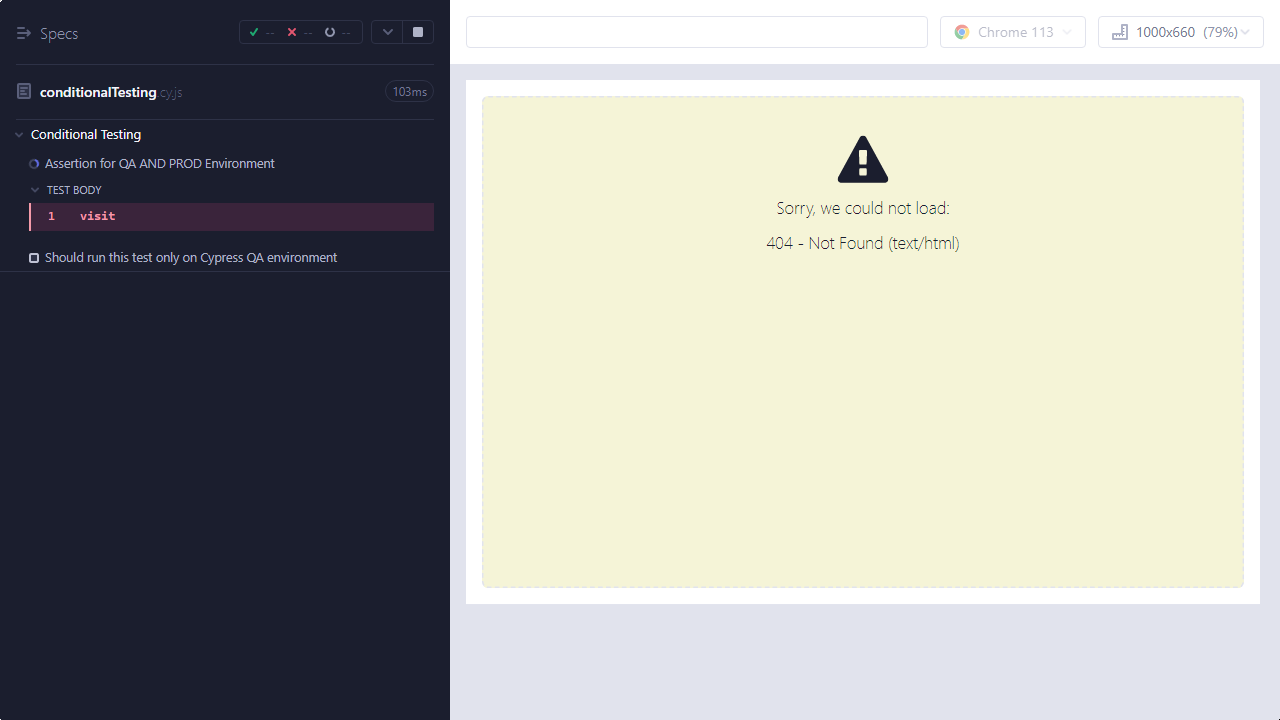 Specs -- -- --
conditionalTesting.cy.js 103ms
Conditional Testing
Assertion for QA AND PROD Environment
TEST BODY
1 visit
Should run this test only on Cypress QA environment
Chrome 113 1000x660 (79%)
Sorry, we could not load:
404 - Not Found (text/html)